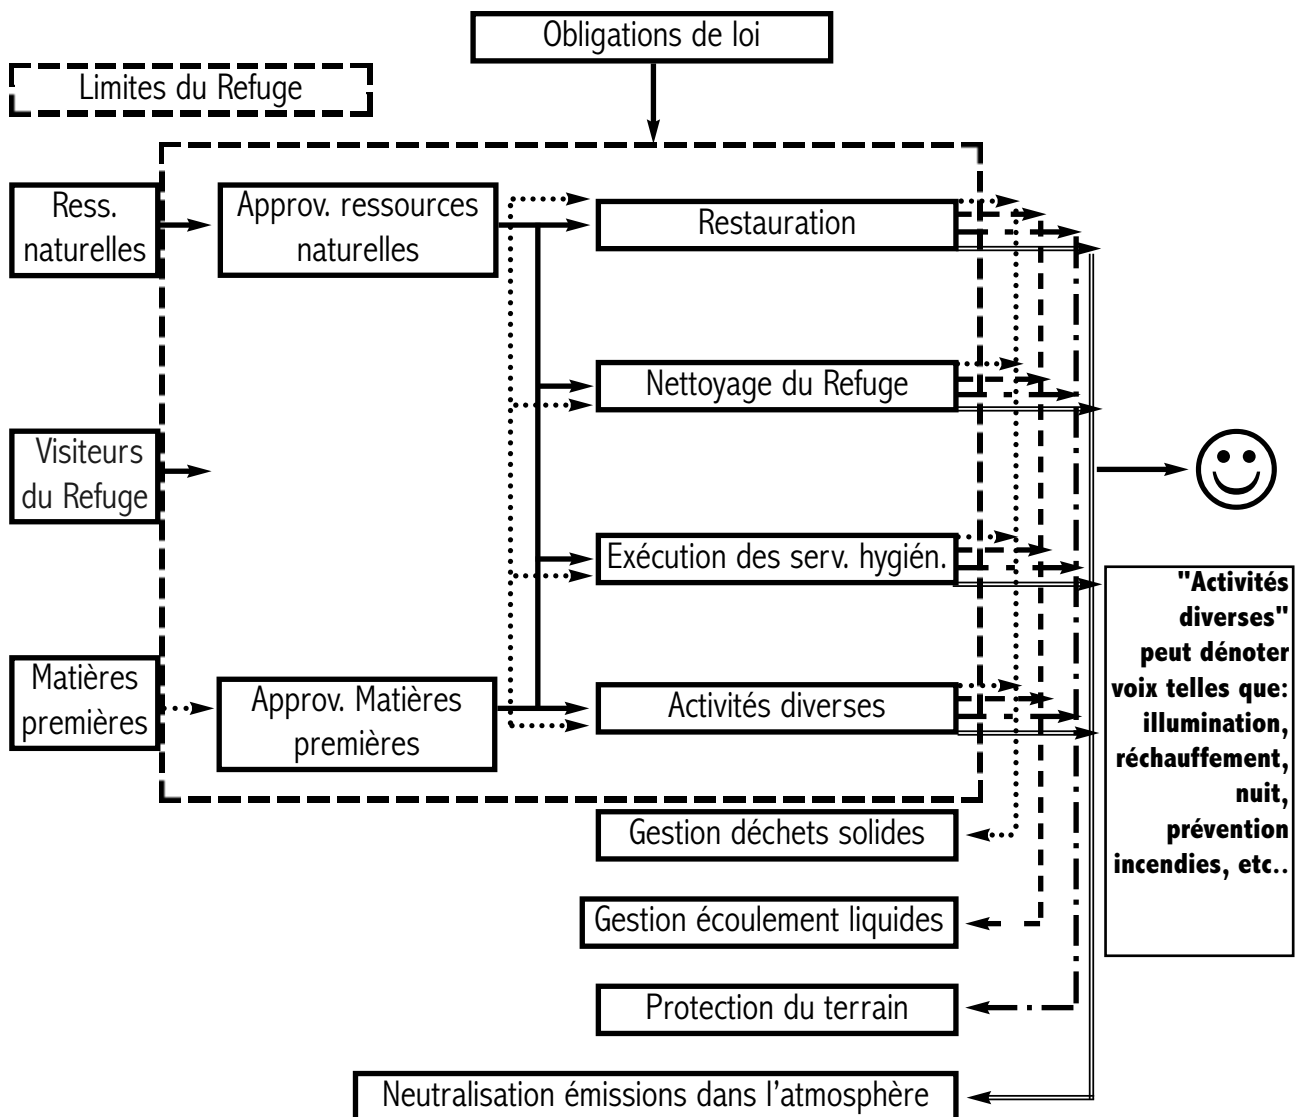 Obligations de loi
Limites du Refuge
Ress.
naturelles
Approv. ressources
naturelles
Restauration
Nettoyage du Refuge
Visiteurs
du Refuge
Exécution des serv. hygién.
Matières
premières
Approv. Matières
premières
Activités diverses
"Activités
diverses"
peut dénoter
voix telles que:
illumination,
réchauffement,
nuit,
prévention
incendies, etc..
Gestion déchets solides
Gestion écoulement liquides
Protection du terrain
Neutralisation émissions dans l'atmosphère